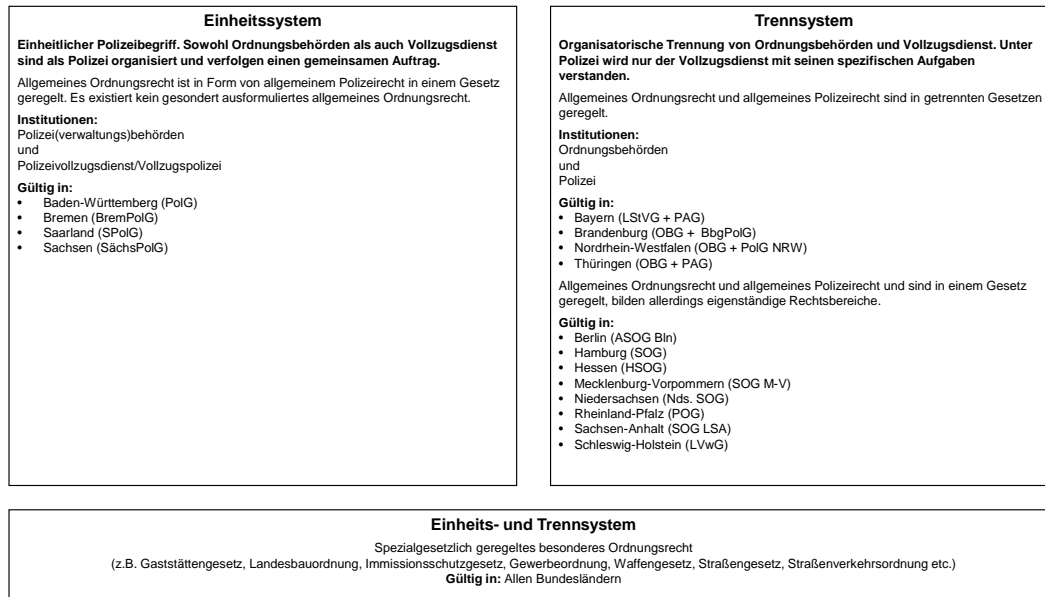 Einheitssystem
Einheitlicher Polizeibegriff. Sowohl Ordnungsbehörden als auch Vollzugsdienst
sind als Polizei organisiert und verfolgen einen gemeinsamen Auftrag.
Allgemeines Ordnungsrecht ist in Form von allgemeinem Polizeirecht in einem Gesetz
geregelt. Es existiert kein gesondert ausformuliertes allgemeines Ordnungsrecht.
Institutionen:
Polizei(verwaltungs)behörden
und
Polizeivollzugsdienst/Vollzugspolizei
Gültig in:
• Baden-Württemberg (PolG)
• Bremen (BremPolG)
• Saarland (SPolG)
• Sachsen (SächsPolG)
Trennsystem
Organisatorische Trennung von Ordnungsbehörden und Vollzugsdienst. Unter
Polizei wird nur der Vollzugsdienst mit seinen spezifischen Aufgaben
verstanden.
Allgemeines Ordnungsrecht und allgemeines Polizeirecht sind in getrennten Gesetzen
geregelt.
Institutionen:
Ordnungsbehörden
und
Polizei
Gültig in:
• Bayern (LStVG + PAG)
• Brandenburg (OBG + BbgPolG)
• Nordrhein-Westfalen (OBG + PolG NRW)
• Thüringen (OBG + PAG)
Allgemeines Ordnungsrecht und allgemeines Polizeirecht und sind in einem Gesetz
geregelt, bilden allerdings eigenständige Rechtsbereiche.
Gültig in:
• Berlin (ASOG Bln)
• Hamburg (SOG)
• Hessen (HSOG)
• Mecklenburg-Vorpommern (SOG M-V)
• Niedersachsen (Nds. SOG)
• Rheinland-Pfalz (POG)
• Sachsen-Anhalt (SOG LSA)
• Schleswig-Holstein (LVwG)
Einheits- und Trennsystem
Spezialgesetzlich geregeltes besonderes Ordnungsrecht
(z.B. Gaststättengesetz, Landesbauordnung, Immissionsschutzgesetz, Gewerbeordnung, Waffengesetz, Straßengesetz, Straßenverkehrsordnung etc.)
Gültig in: Allen Bundesländern